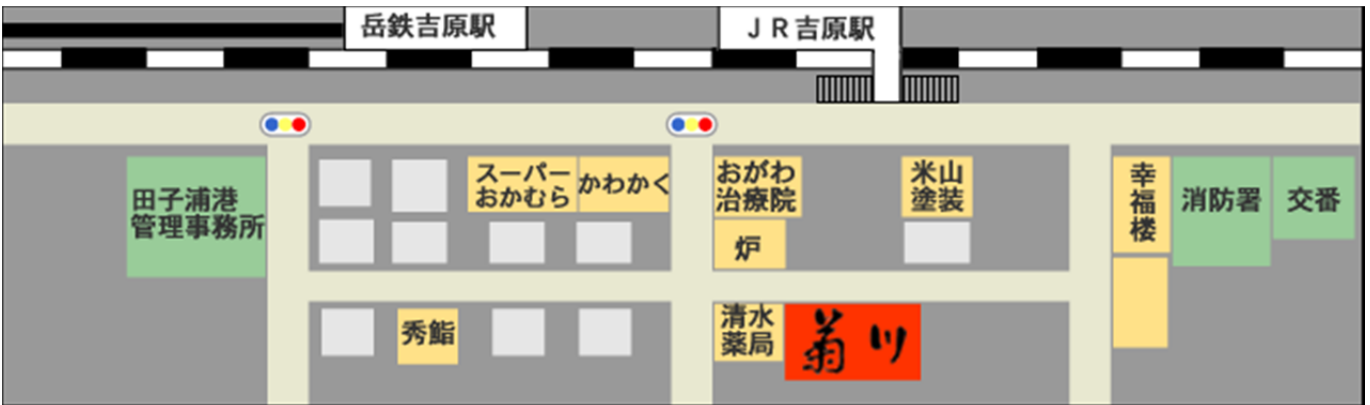 岳鉄吉原駅
ＪＲ吉原駅
田子浦港
管理事務所
スーパー
おかむら
かわかく
おがわ
治療院
炉
米山
塗装
幸福楼
消防署
交番
秀鮨
清水
薬局
菊川